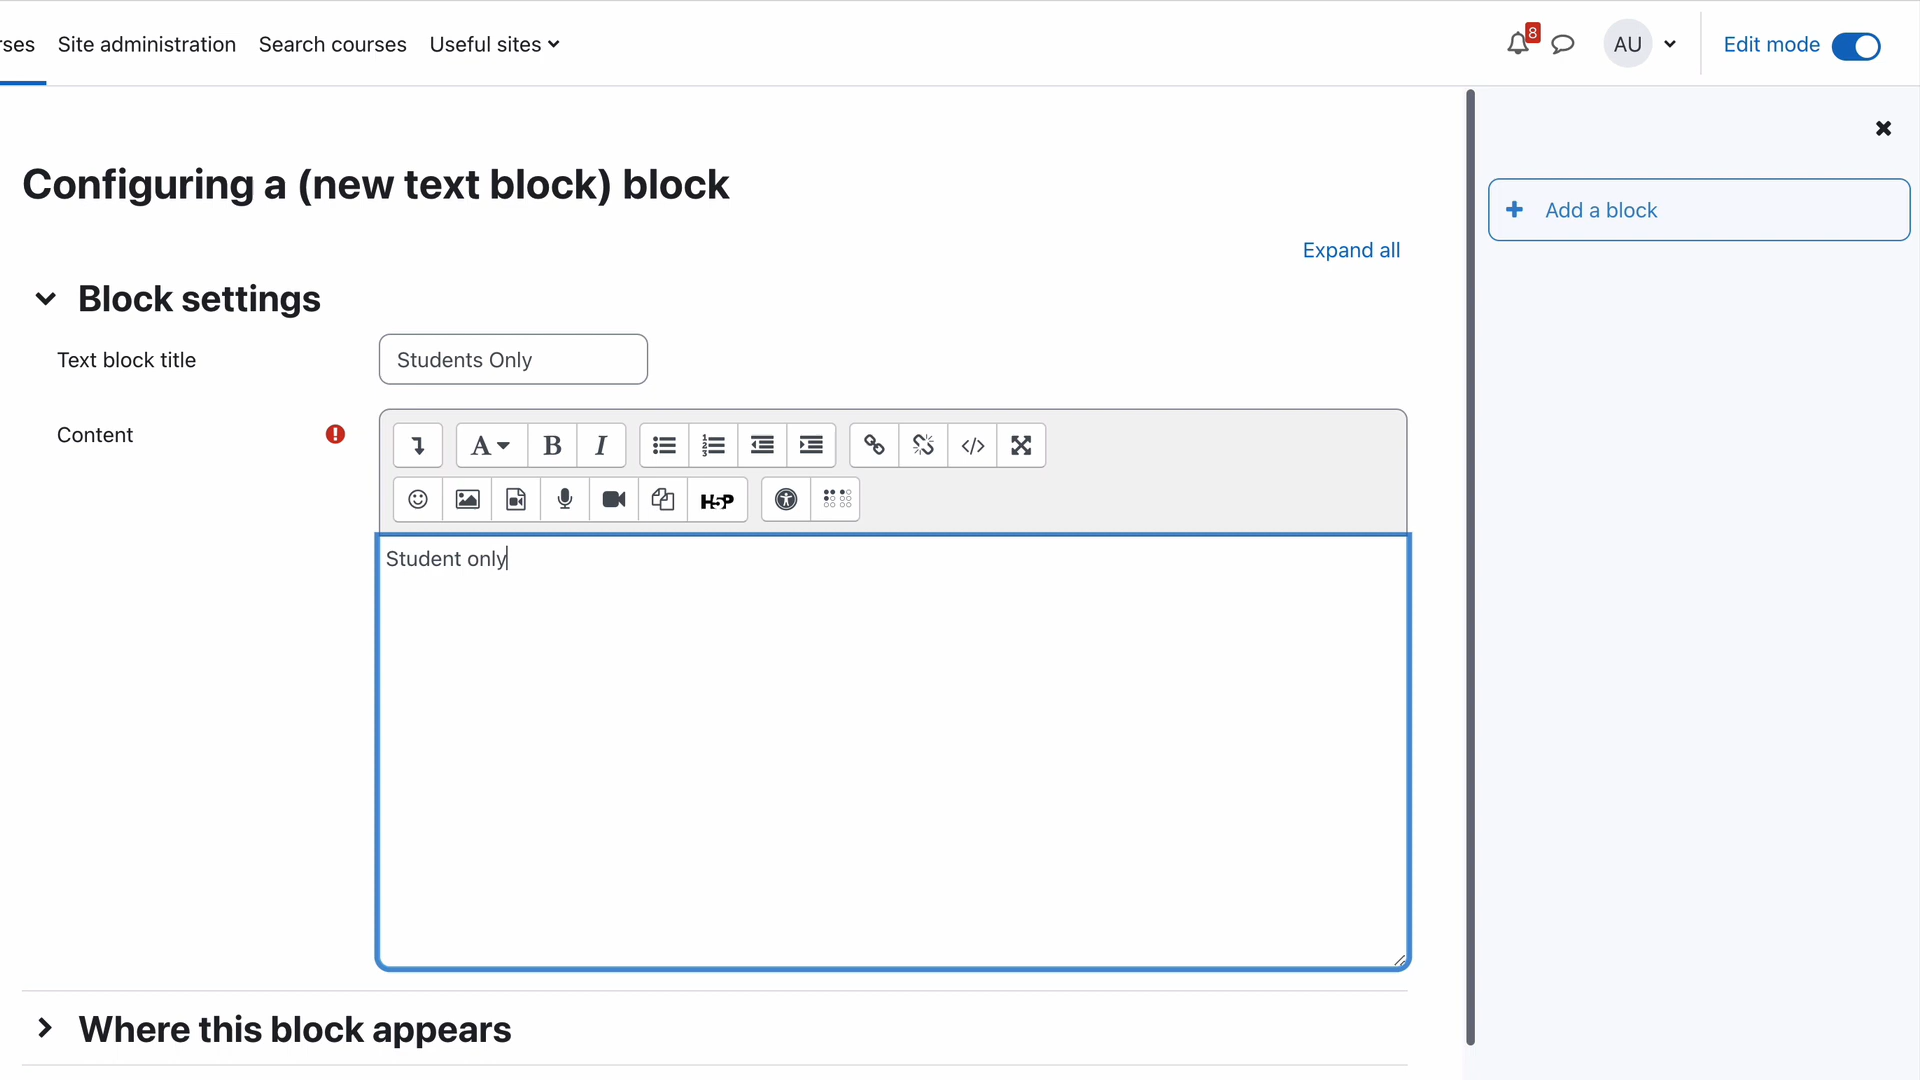 rses Site administration Search courses Useful sites 8 AU Edit mode
Configuring a (new text block) block
Add a block
Expand all
Block settings
Text block title Students Only
Content
A B I H5P
Student only
Where this block appears